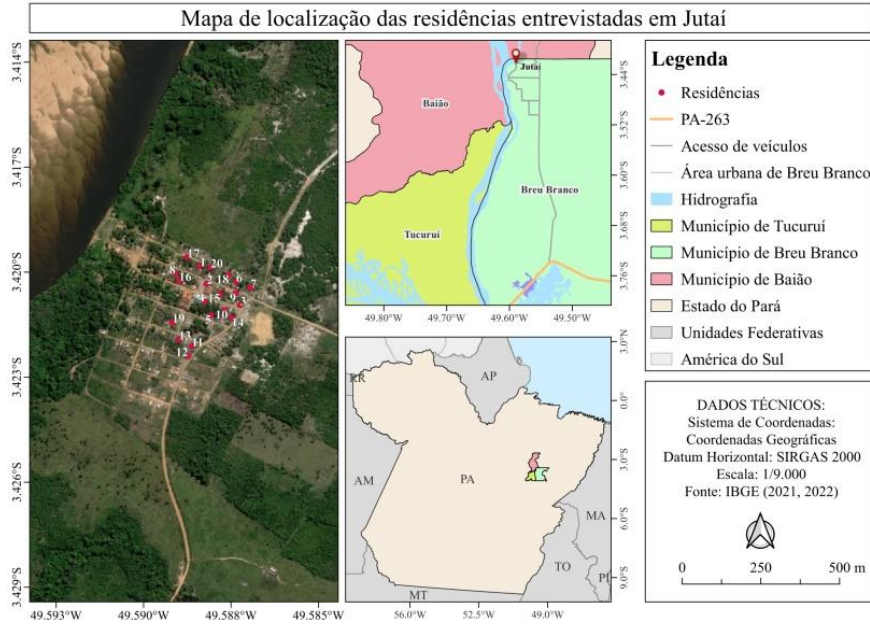 Mapa de localização das residências entrevistadas em Jutaí
3.414°S
3.417°S
3.420°S
3.423°S
3.426°S
3.429°S
49.593°W
49.590°W
49.588°W
49.585°W
17
1
20
8
16
2
18
6
7
4
15
9
3
5
10
14
19
13
11
12
Jutaí
Baião
Breu Branco
Tucuruí
3.44°S
3.52°S
3.60°S
3.68°S
3.76°S
49.80°W
49.70°W
49.60°W
49.50°W
RR
AP
AM
PA
MA
TO
PI
MT
3.0°N
0.0°
3.0°S
6.0°S
9.0°S
56.0°W
52.5°W
49.0°W
Legenda
Residências
PA-263
Acesso de veículos
Área urbana de Breu Branco
Hidrografia
Município de Tucuruí
Município de Breu Branco
Município de Baião
Estado do Pará
Unidades Federativas
América do Sul
DADOS TÉCNICOS:
Sistema de Coordenadas:
Coordenadas Geográficas
Datum Horizontal: SIRGAS 2000
Escala: 1/9.000
Fonte: IBGE (2021, 2022)
0 250 500 m